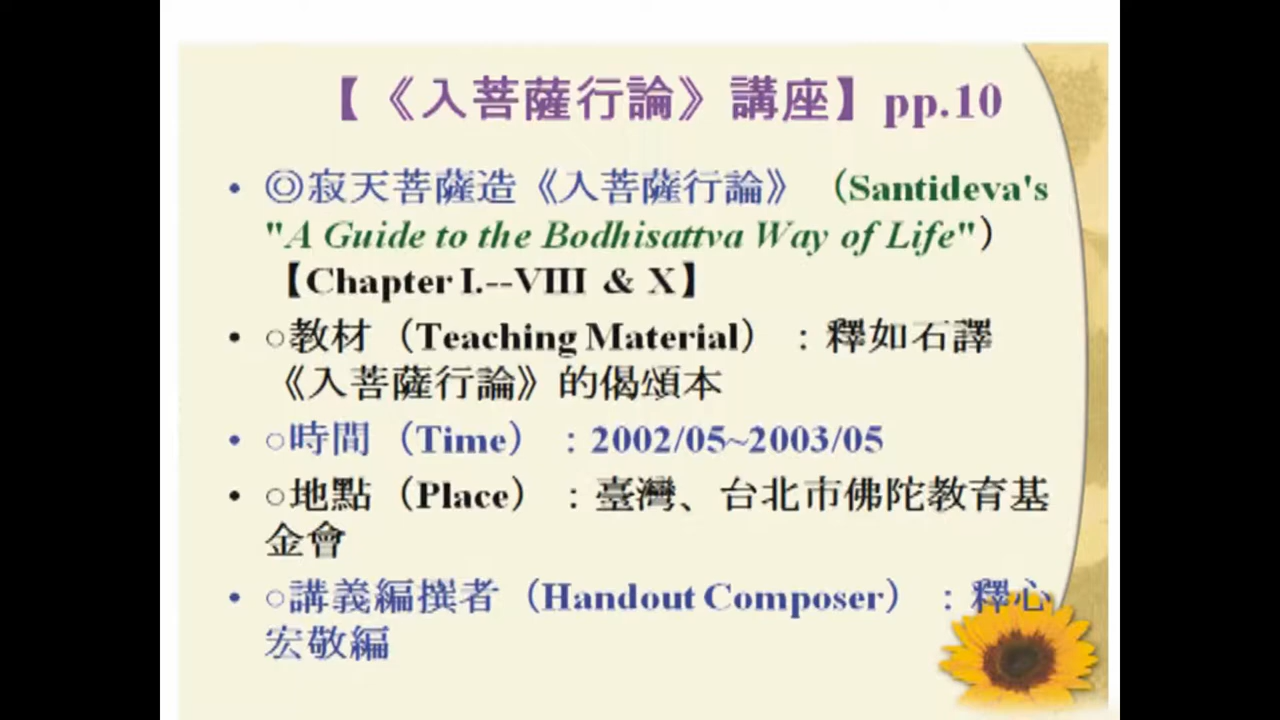 【《入菩薩行論》講座】pp.10
• ◎寂天菩薩造《入菩薩行論》（Santideva's
"A Guide to the Bodhisattva Way of Life"）
【Chapter I.--VIII & X】
• ○教材（Teaching Material）：釋如石譯
《入菩薩行論》的偈頌本
• ○時間（Time）：2002/05~2003/05
• ○地點（Place）：臺灣、台北市佛陀教育基
金會
• ○講義編撰者（Handout Composer）：釋心
宏敬編